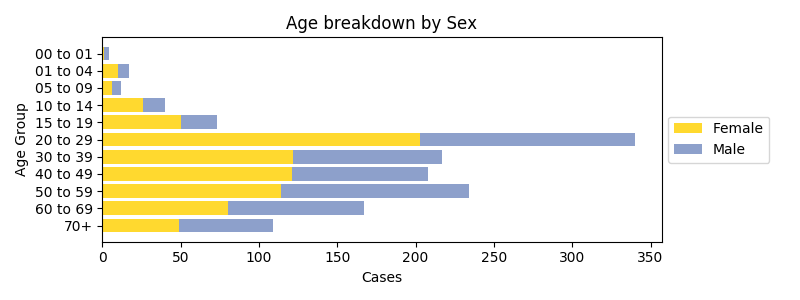 Age breakdown by Sex
Age Group
00 to 01
01 to 04
05 to 09
10 to 14
15 to 19
20 to 29
30 to 39
40 to 49
50 to 59
60 to 69
70+
0 50 100 150 200 250 300 350
Cases
Female
Male